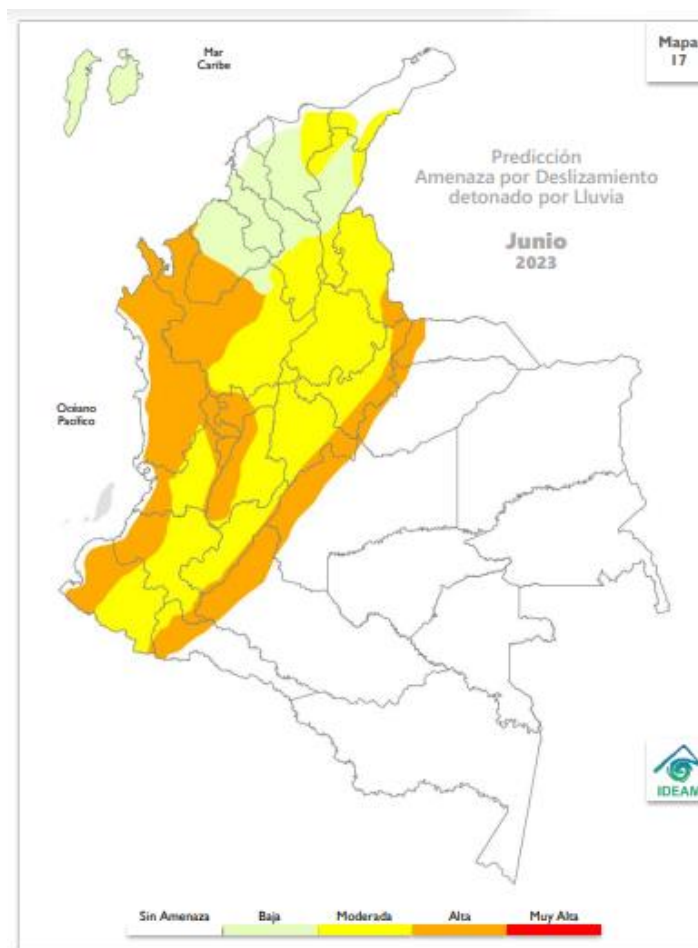 Mar
Caribe
Mapa
17
Predicción
Amenaza por Deslizamiento
detonado por Lluvia
Junio
2023
Océano
Pacífico
IDEAM
Sin Amenaza
Baja
Moderada
Alta
Muy Alta